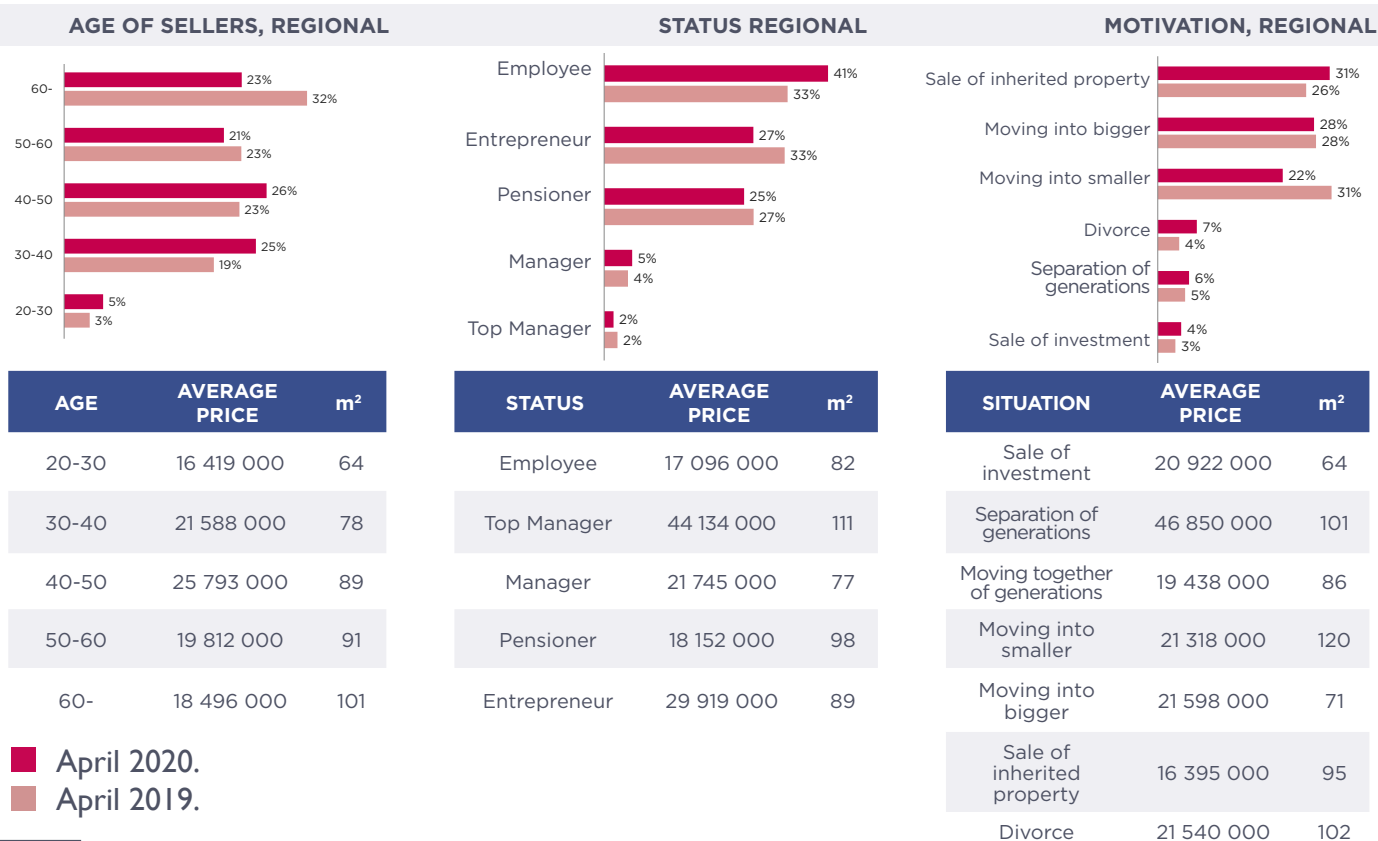 AGE OF SELLERS, REGIONAL
60-
23%
32%
50-60
21%
23%
40-50
26%
23%
30-40
25%
19%
20-30
5%
3%
STATUS REGIONAL
Employee
41%
33%
Entrepreneur
27%
33%
Pensioner
25%
27%
Manager
5%
4%
Top Manager
2%
2%
MOTIVATION, REGIONAL
Sale of inherited property
31%
26%
Moving into bigger
28%
28%
Moving into smaller
22%
31%
Divorce
7%
4%
Separation of
generations
6%
5%
Sale of investment
4%
3%
AGE AVERAGE PRICE m²
20-30 16 419 000 64
30-40 21 588 000 78
40-50 25 793 000 89
50-60 19 812 000 91
60- 18 496 000 101
STATUS AVERAGE PRICE m²
Employee 17 096 000 82
Top Manager 44 134 000 111
Manager 21 745 000 77
Pensioner 18 152 000 98
Entrepreneur 29 919 000 89
SITUATION AVERAGE PRICE m²
Sale of investment 20 922 000 64
Separation of generations 46 850 000 101
Moving together of generations 19 438 000 86
Moving into smaller 21 318 000 120
Moving into bigger 21 598 000 71
Sale of inherited property 16 395 000 95
Divorce 21 540 000 102
April 2020.
April 2019.